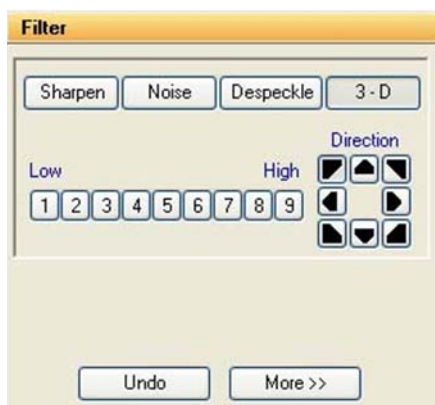 Filter
Sharpen Noise Despeckle 3 - D
Direction
Low High
1 2 3 4 5 6 7 8 9
Undo More >>